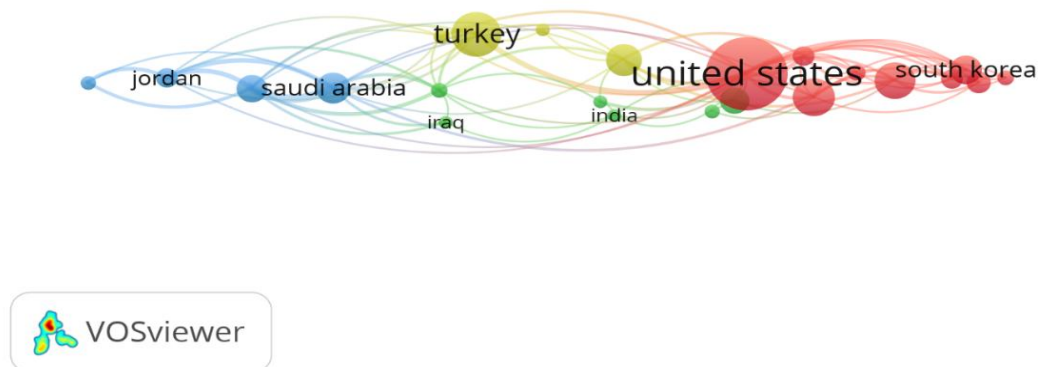 turkey
united states
south korea
jordan
saudi arabia
iraq
india
VOSviewer